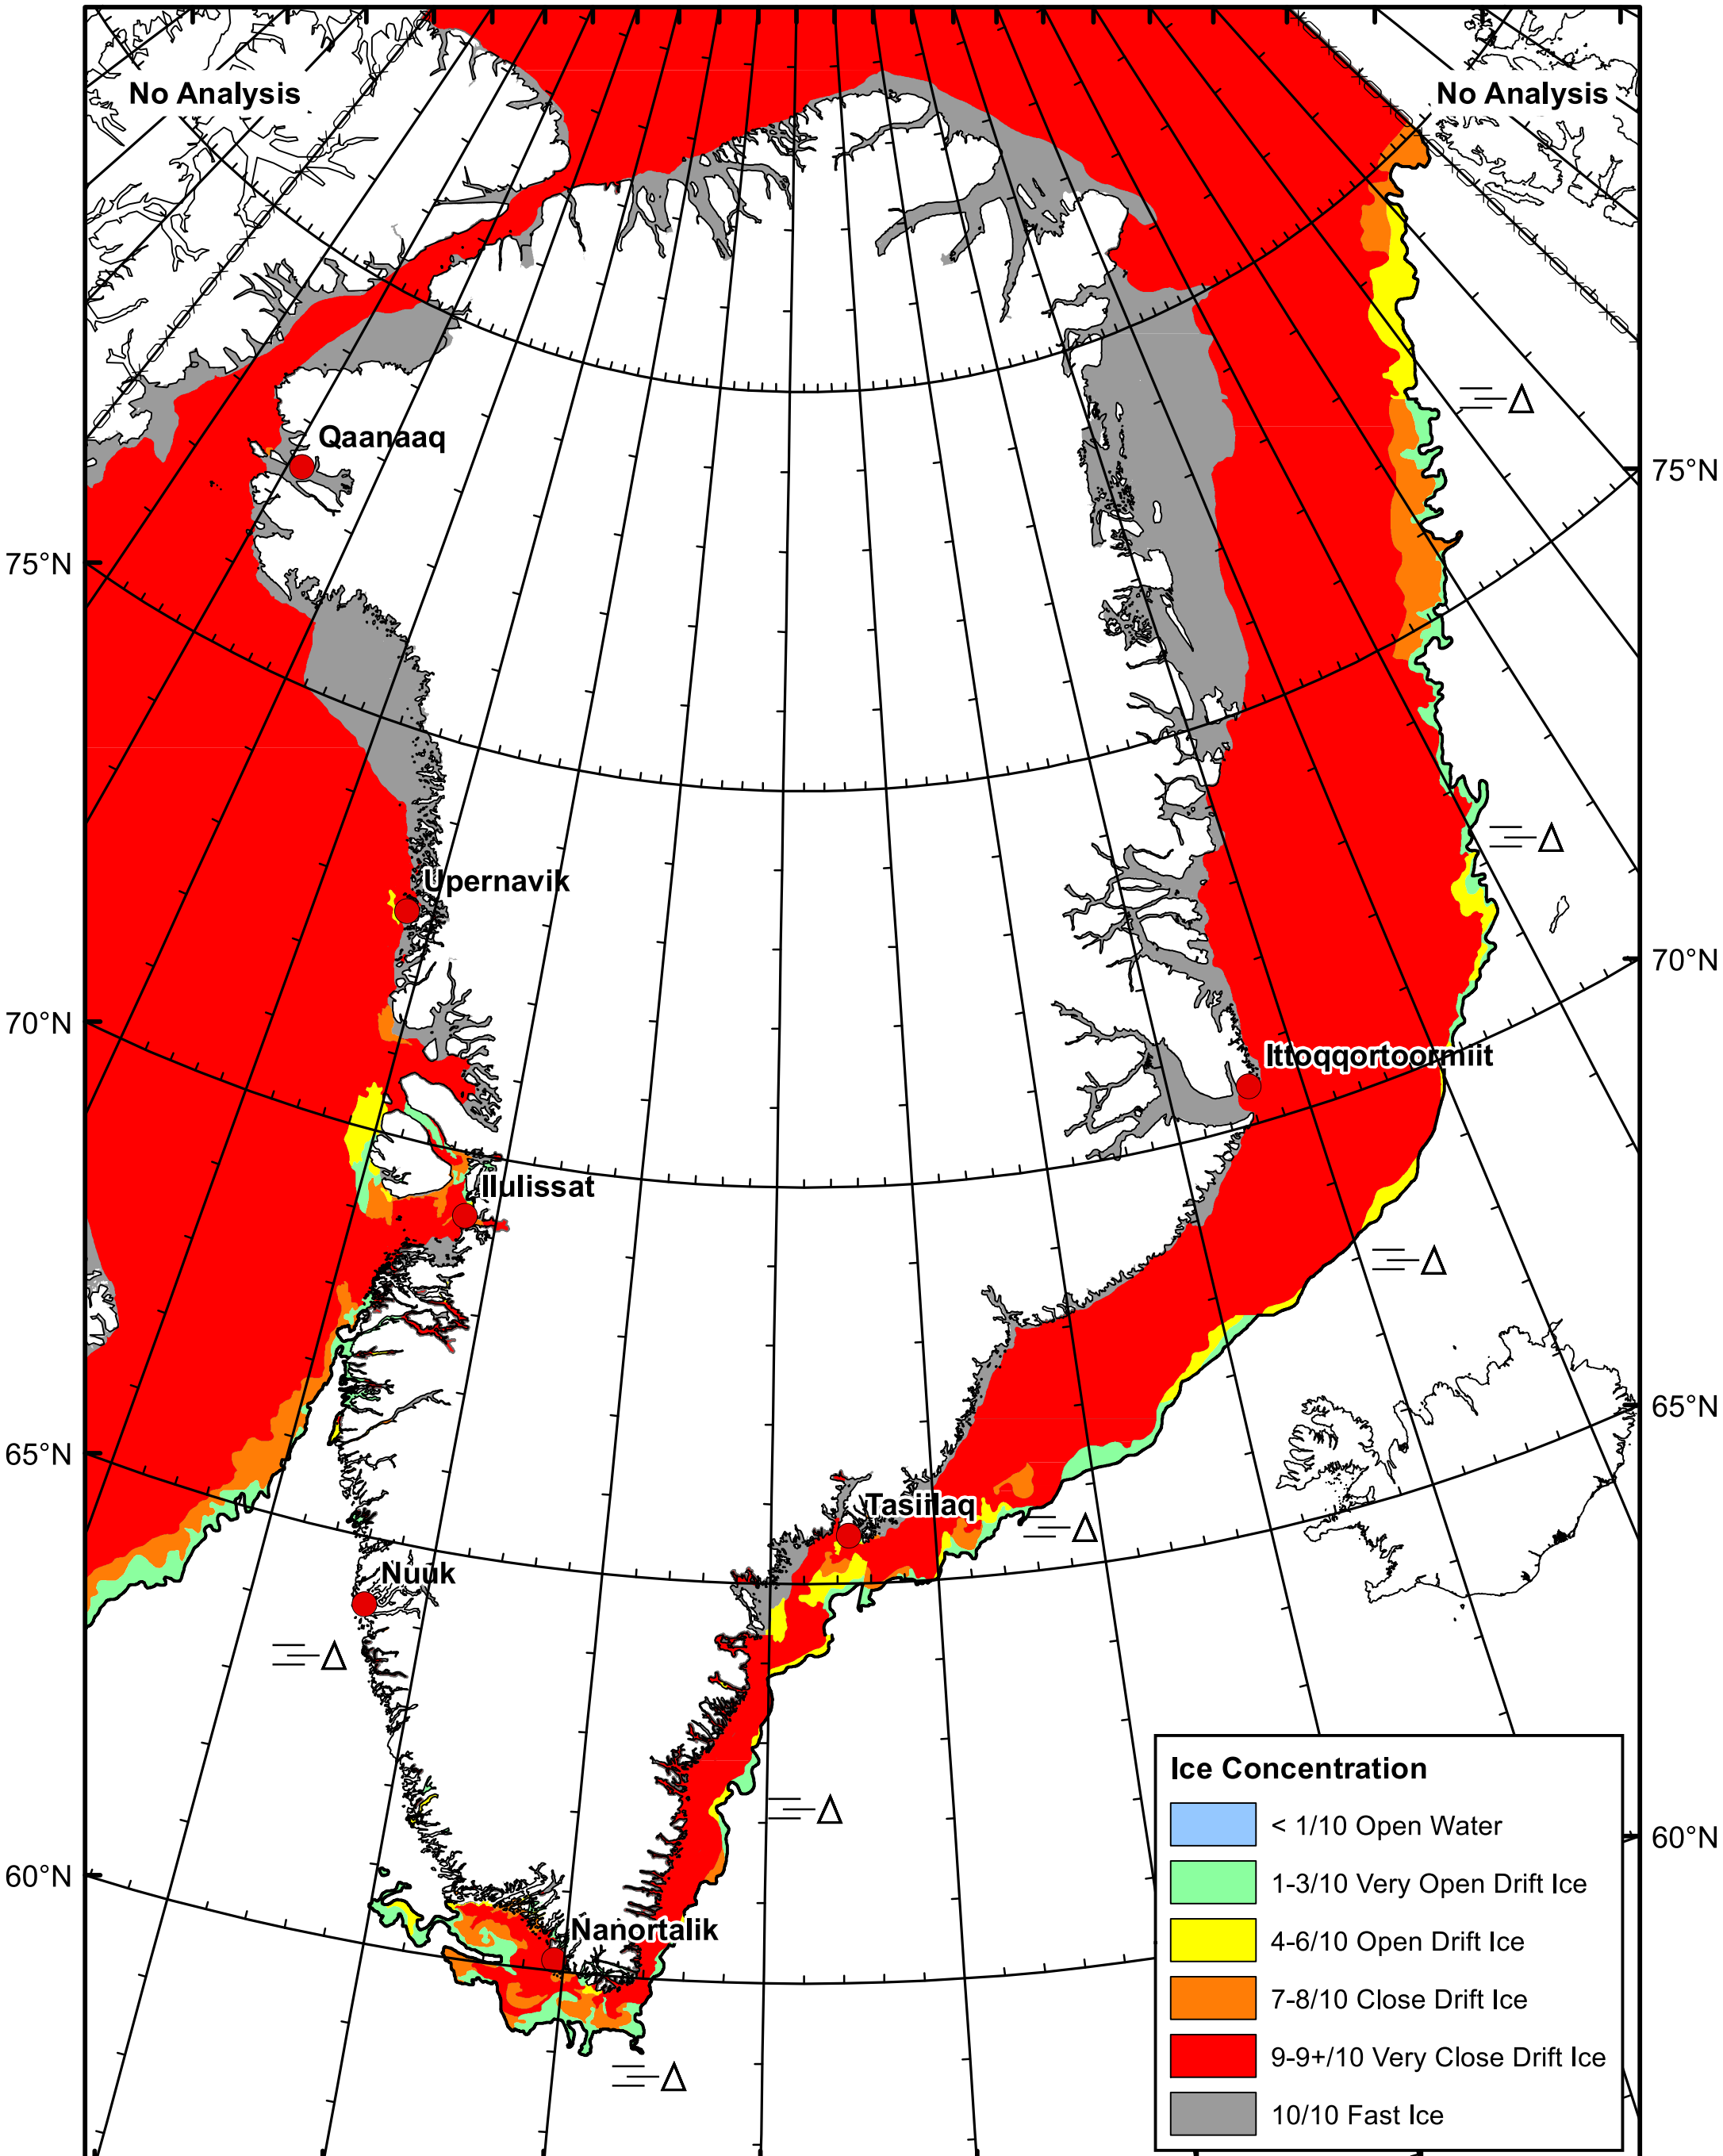 No Analysis
No Analysis
Qaanaaq
75°N
75°N
Upernavik
70°N
70°N
Ittoqqortoormiit
Ilulissat
65°N
65°N
Tasiilaq
Nuuk
Ice Concentration
< 1/10 Open Water
60°N
60°N
1-3/10 Very Open Drift Ice
Nanortalik
4-6/10 Open Drift Ice
7-8/10 Close Drift Ice
9-9+/10 Very Close Drift Ice
10/10 Fast Ice